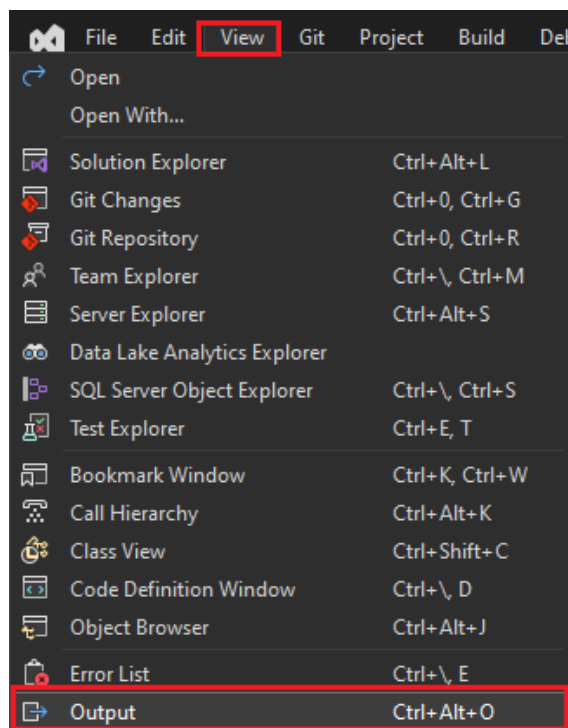 File Edit View Git Project Build
Open
Open With...
Solution Explorer Ctrl+Alt+L
Git Changes Ctrl+0, Ctrl+G
Git Repository Ctrl+0, Ctrl+R
Team Explorer Ctrl+\, Ctrl+M
Server Explorer Ctrl+Alt+S
Data Lake Analytics Explorer
SQL Server Object Explorer Ctrl+\, Ctrl+S
Test Explorer Ctrl+E, T
Bookmark Window Ctrl+K, Ctrl+W
Call Hierarchy Ctrl+Alt+K
Class View Ctrl+Shift+C
Code Definition Window Ctrl+\, D
Object Browser Ctrl+Alt+J
Error List Ctrl+\, E
Output Ctrl+Alt+O